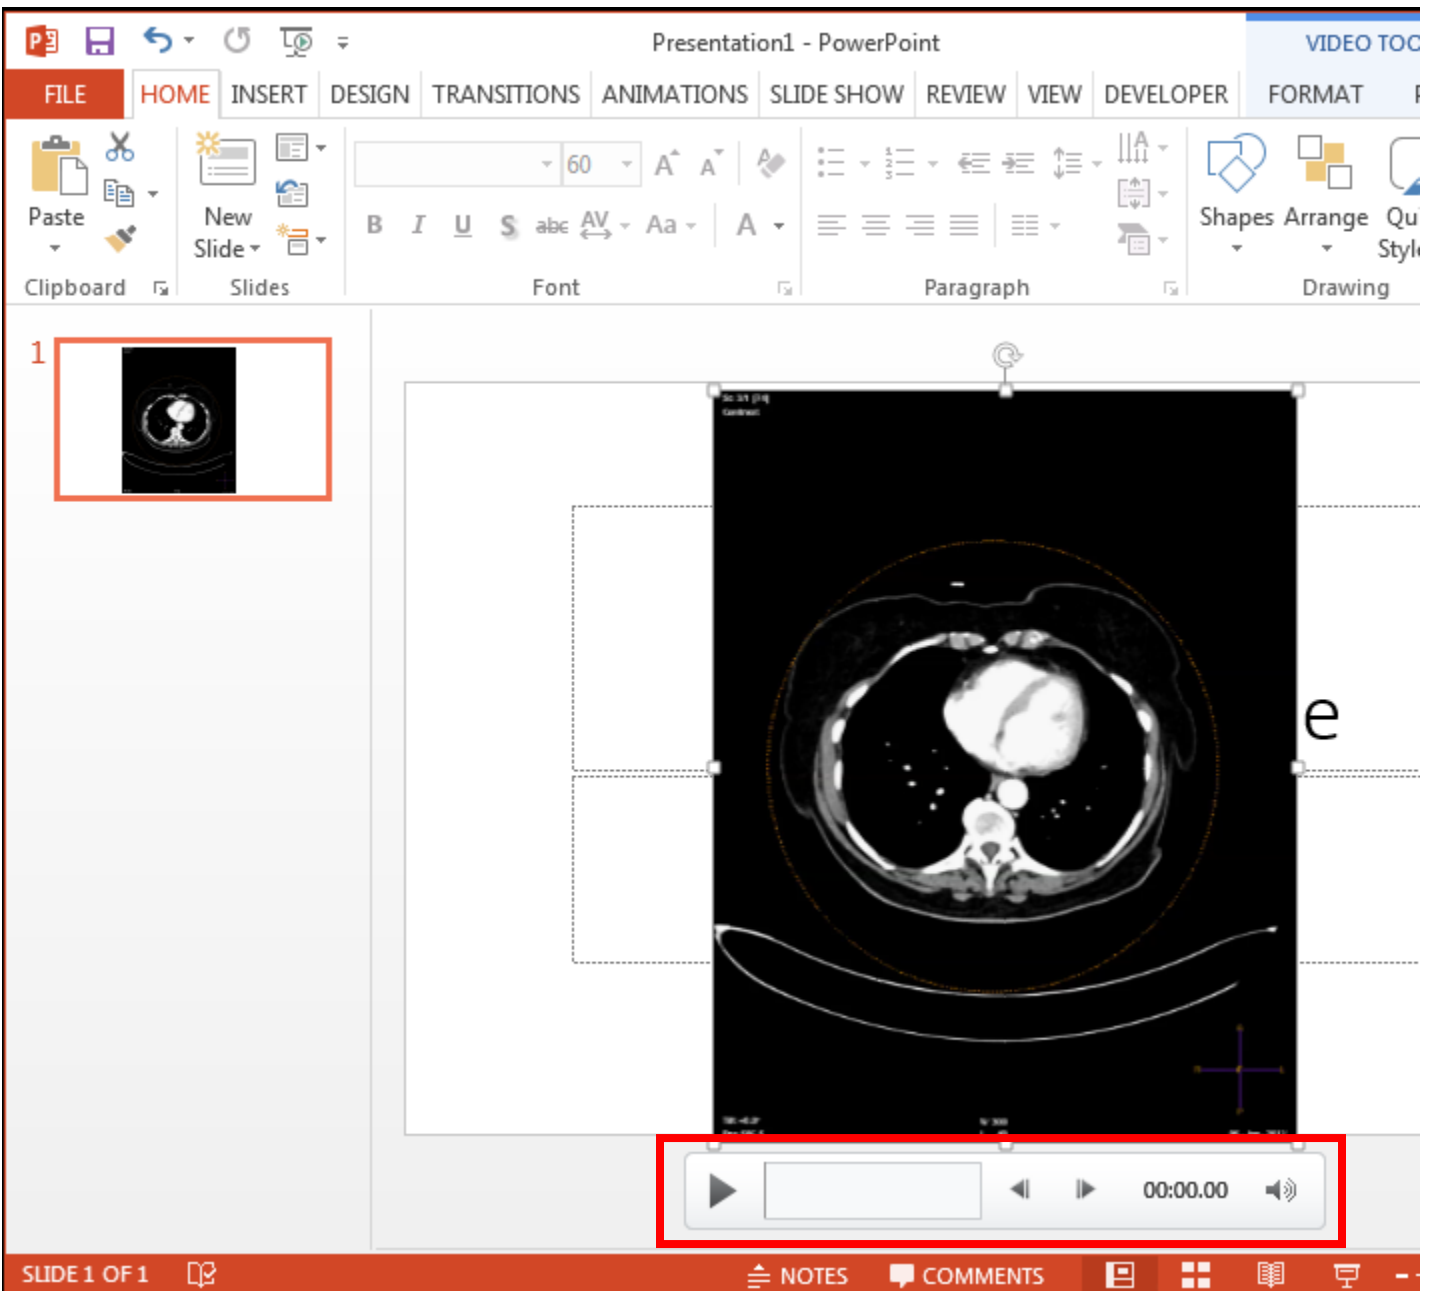 Presentation1 - PowerPoint
VIDEO TOO
FILE HOME INSERT DESIGN TRANSITIONS ANIMATIONS SLIDE SHOW REVIEW VIEW DEVELOPER FORMAT
60
Paste
New
Slide
B I U S abc AV Aa A
Shapes Arrange Qu
Style
Clipboard Slides Font Paragraph Drawing
1
e
00:00.00
SLIDE 1 OF 1 NOTES COMMENTS